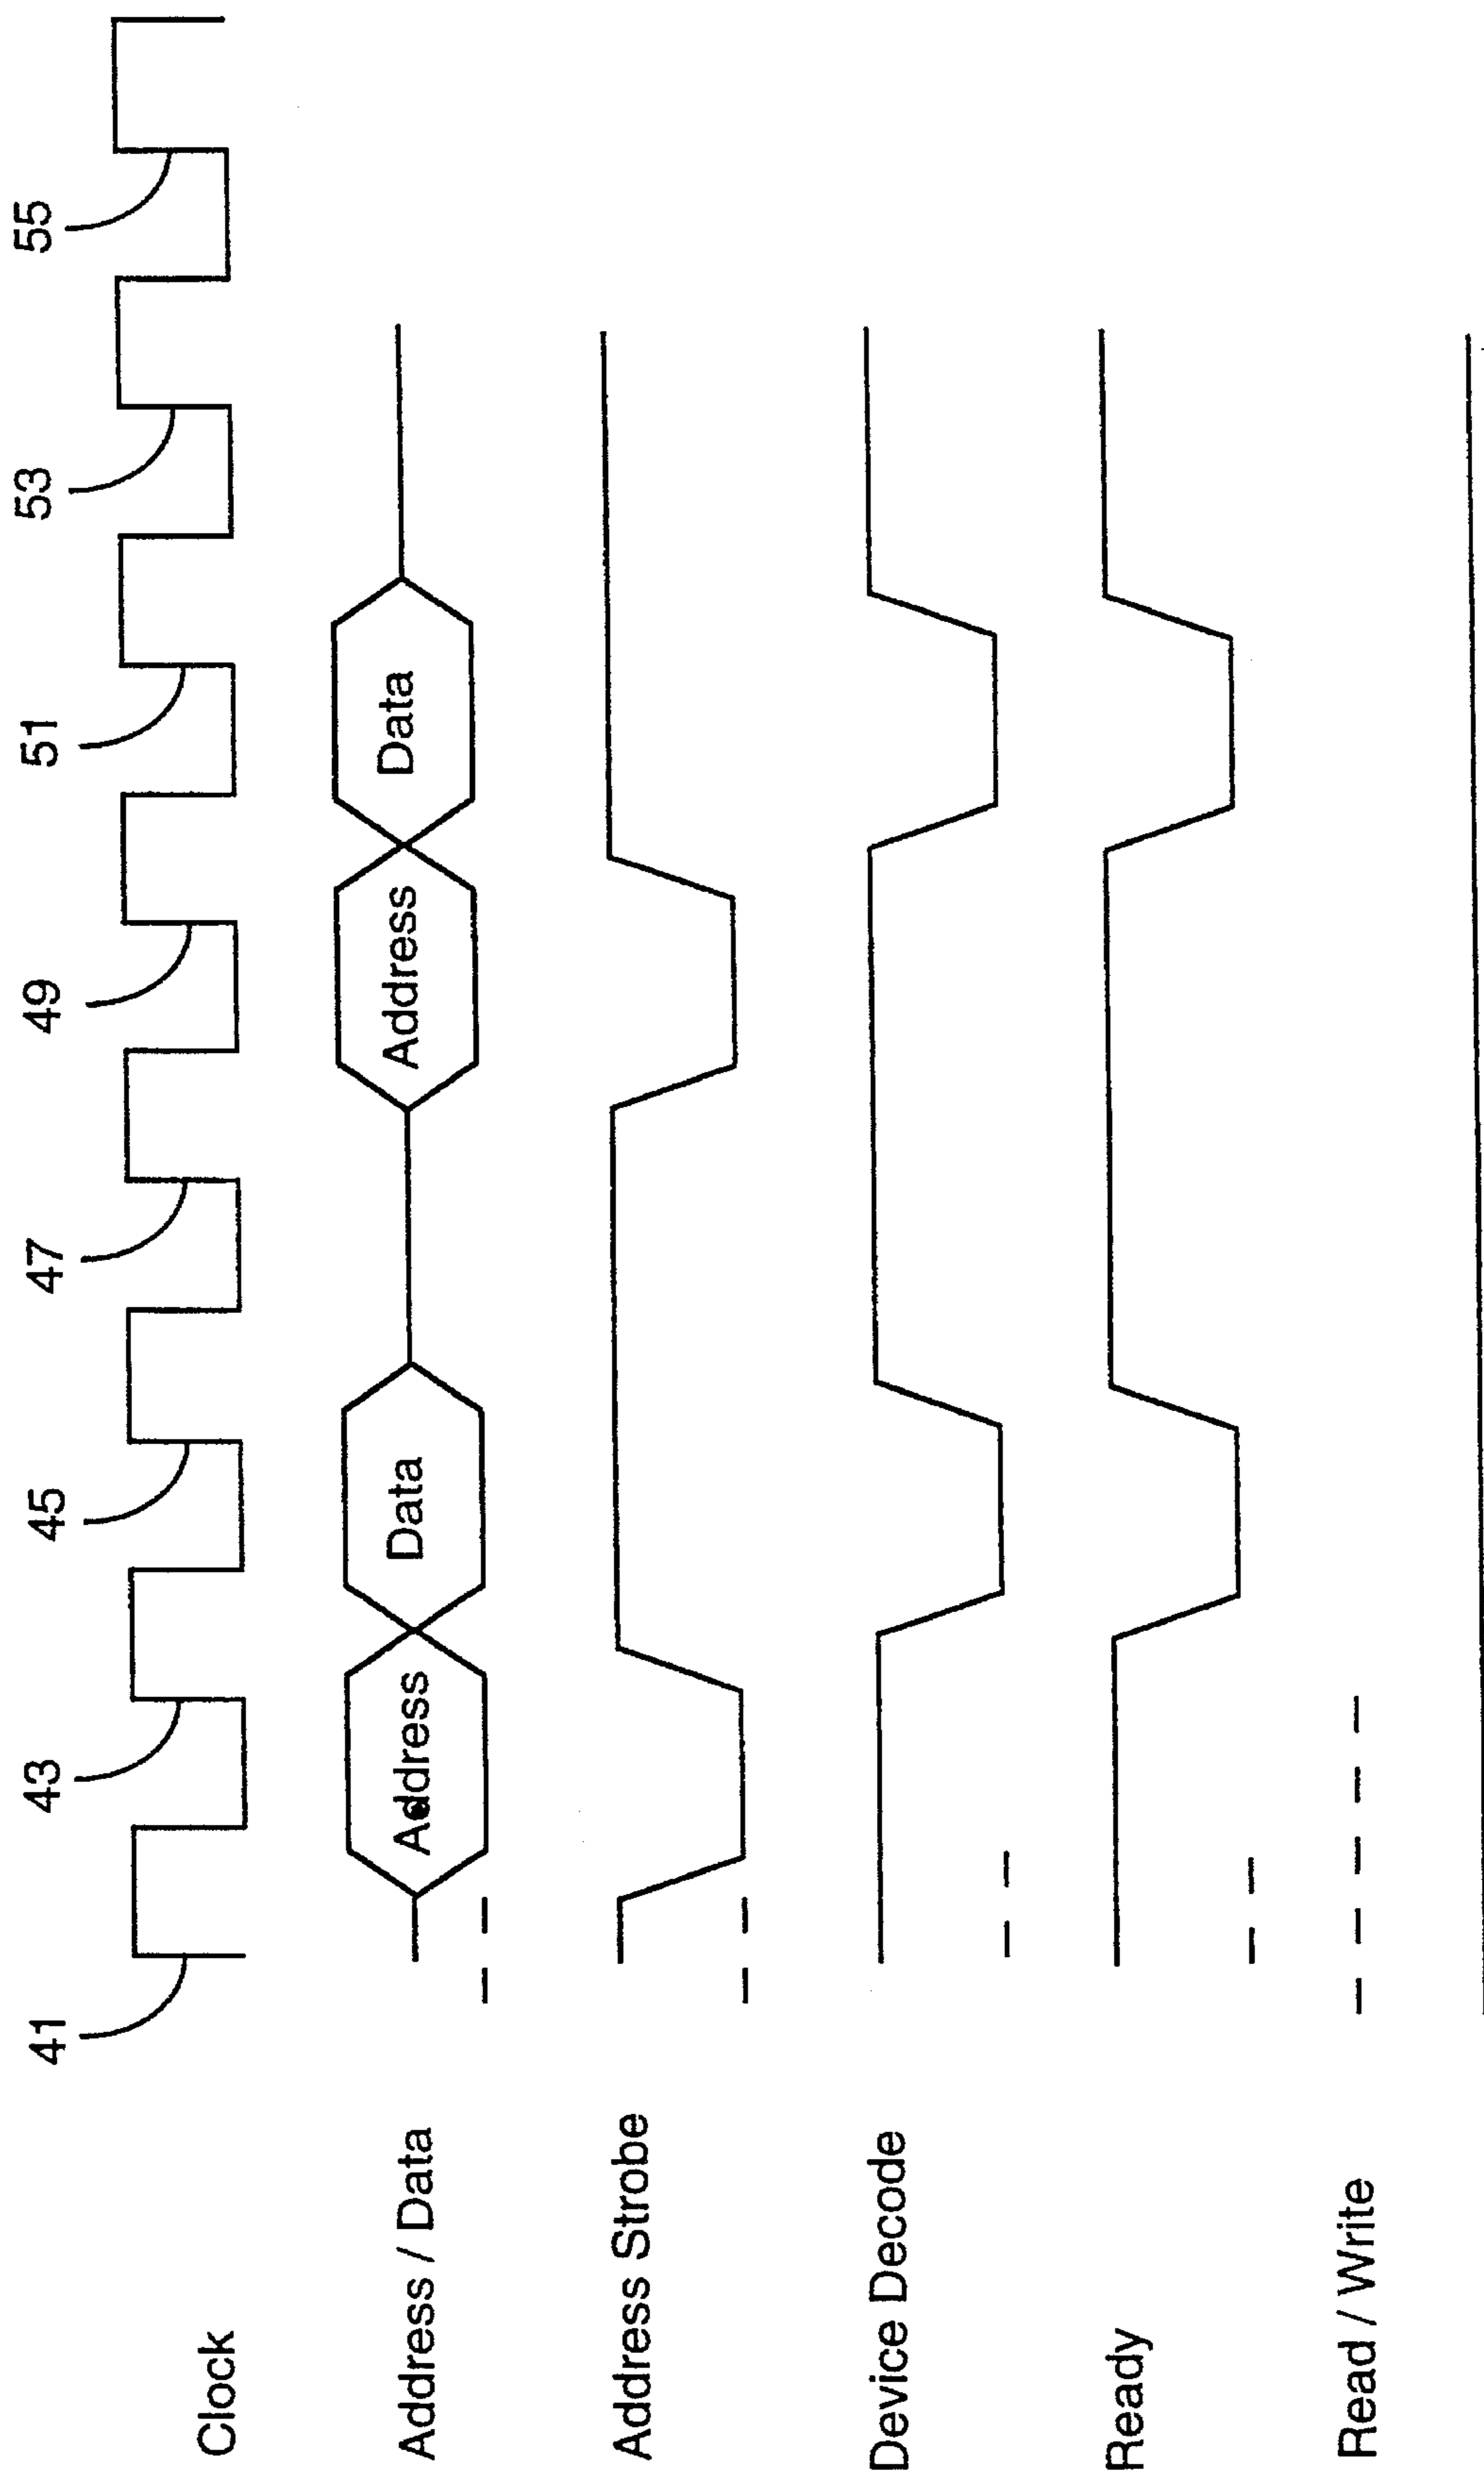 41 43 45 47 49 51 53 55
Clock
Address / Data
Address
Data
Address
Data
Address Strobe
Device Decode
Ready
Read / Write